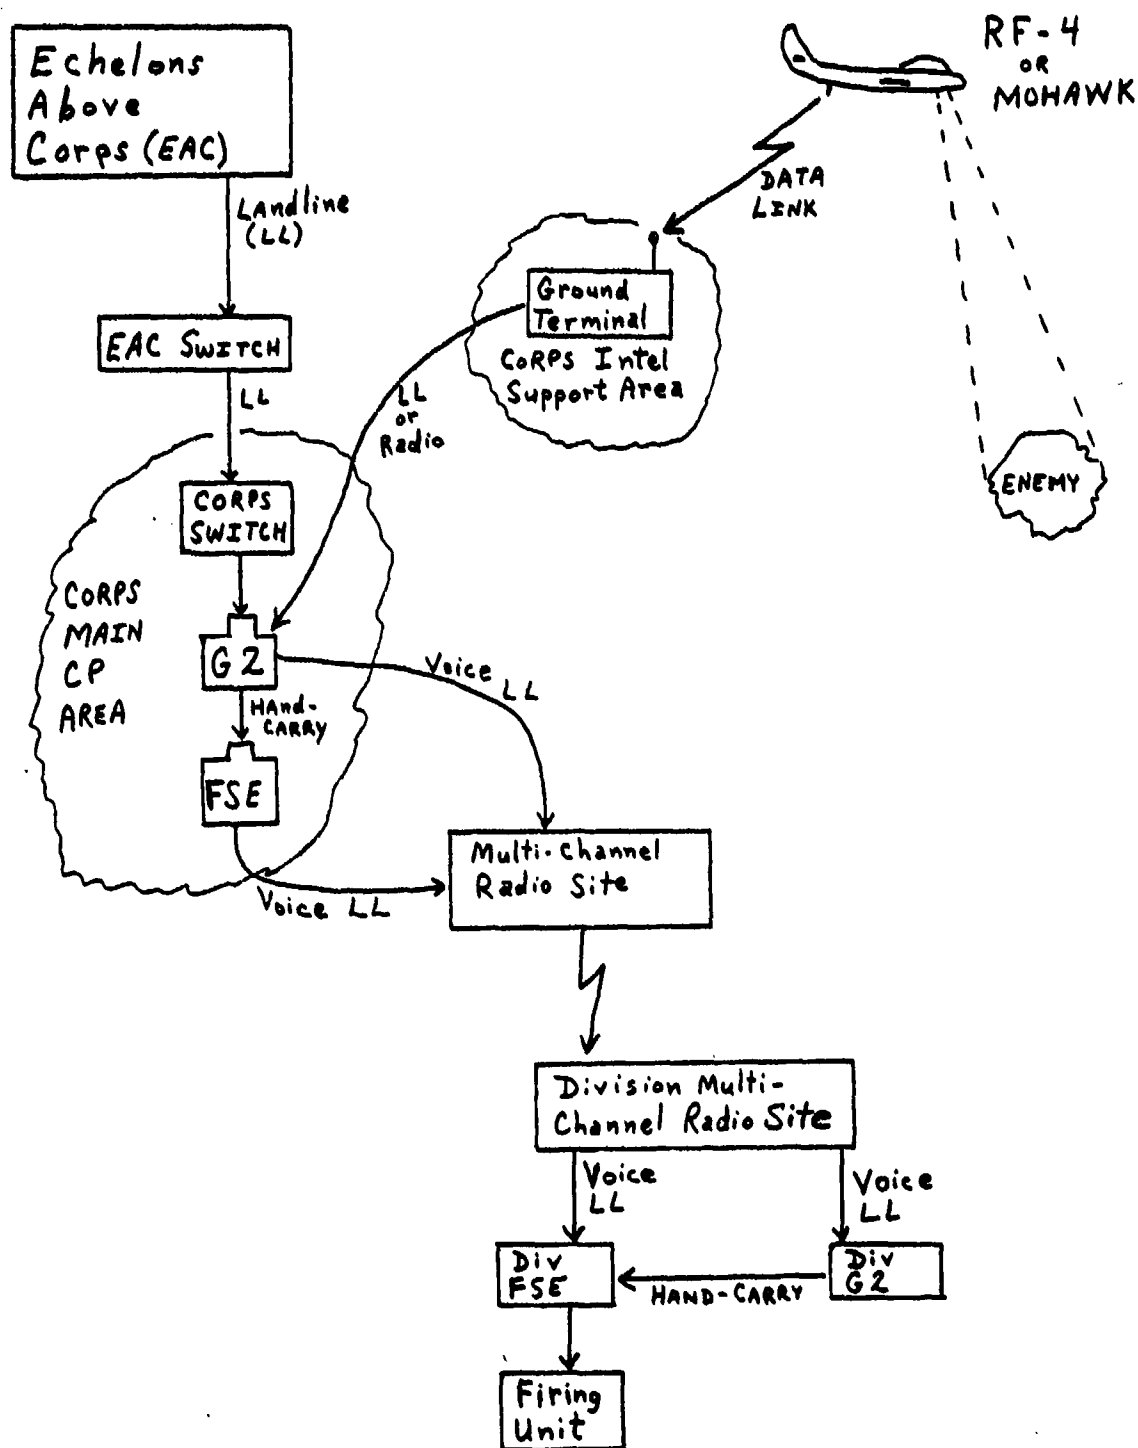 Echelons
Above
Corps (EAC)
RF-4
OR
MOHAWK
DATA
LINK
LANdline
(LL)
Ground
Terminal
CoRPS Intel
Support Area
EAC SWITCH
LL
LL
or
Radio
ENEMY
CORPS
SWITCH
CORPS
MAIN
CP
AREA
G2
Voice
LL
HANd-
CARRY
FSE
Voice LL
Multi-Channel
Radio Site
Division Multi-
Channel Radio Site
Voice
LL
Voice
LL
Div
FSE
HAND-CARRY
Div
G2
Firing
Unit